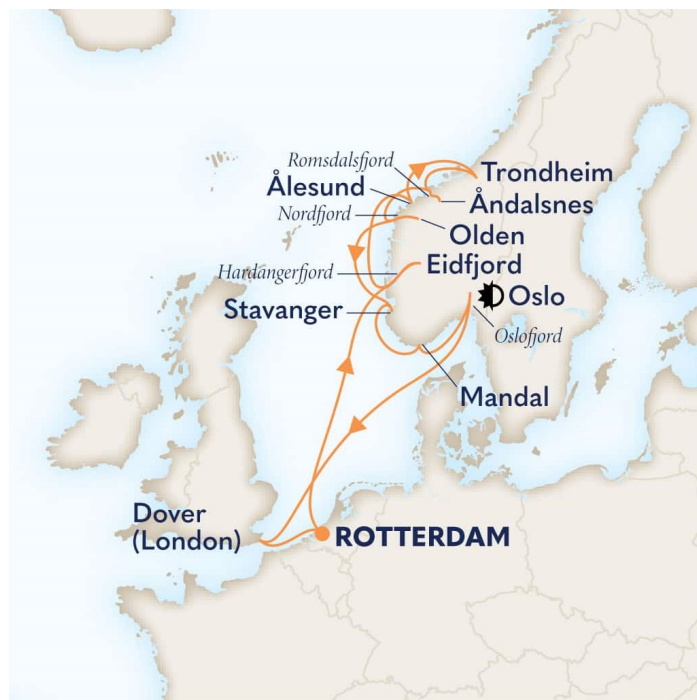 Romsdalsfjord
Trondheim
Ålesund
Åndalsnes
Nordfjord
Olden
Eidfjord
Hardangerfjord
Stavanger
Oslo
Oslofjord
Mandal
Dover
(London)
ROTTERDAM